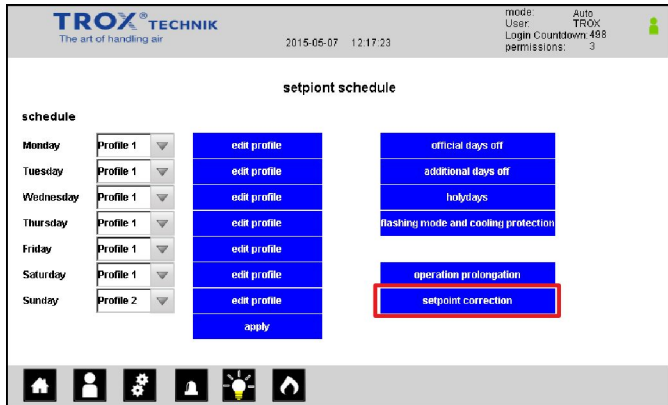 TROX® TECHNIK
The art of handling air
2015-05-07 12:17:23
mode: Auto
User: TROX
Login Countdown: 498
permissions: 3
setpiont schedule
schedule
Monday Profile 1 edit profile official days off
Tuesday Profile 1 edit profile additional days off
Wednesday Profile 1 edit profile holydays
Thursday Profile 1 edit profile flashing mode and cooling protection
Friday Profile 1 edit profile
Saturday Profile 1 edit profile operation prolongation
Sunday Profile 2 edit profile setpoint correction
apply